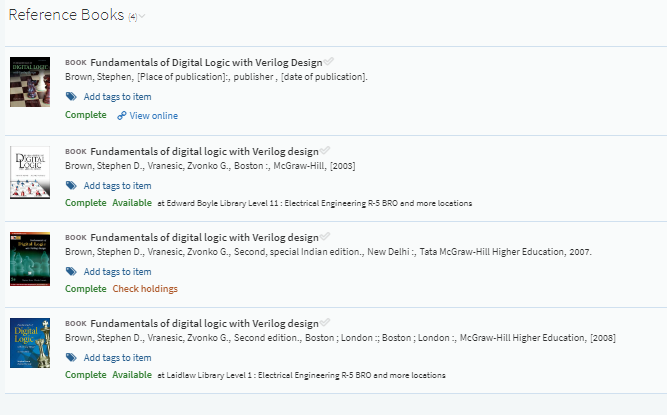 Reference Books (4)
BOOK Fundamentals of Digital Logic with Verilog Design
Brown, Stephen, [Place of publication]:, publisher , [date of publication].
Add tags to item
Complete View online
DIGITAL LOGIC
BOOK Fundamentals of digital logic with Verilog design
Brown, Stephen D., Vranesic, Zvonko G., Boston :, McGraw-Hill, [2003]
Add tags to item
Complete Available at Edward Boyle Library Level 11 : Electrical Engineering R-5 BRO and more locations
Digital Logic
BOOK Fundamentals of digital logic with Verilog design
Brown, Stephen D., Vranesic, Zvonko G., Second, special Indian edition., New Delhi :, Tata McGraw-Hill Higher Education, 2007.
Add tags to item
Complete Check holdings
Digital Logic
BOOK Fundamentals of digital logic with Verilog design
Brown, Stephen D., Vranesic, Zvonko G., Second edition., Boston ; London :; Boston ; London :, McGraw-Hill Higher Education, [2008]
Add tags to item
Complete Available at Laidlaw Library Level 1 : Electrical Engineering R-5 BRO and more locations